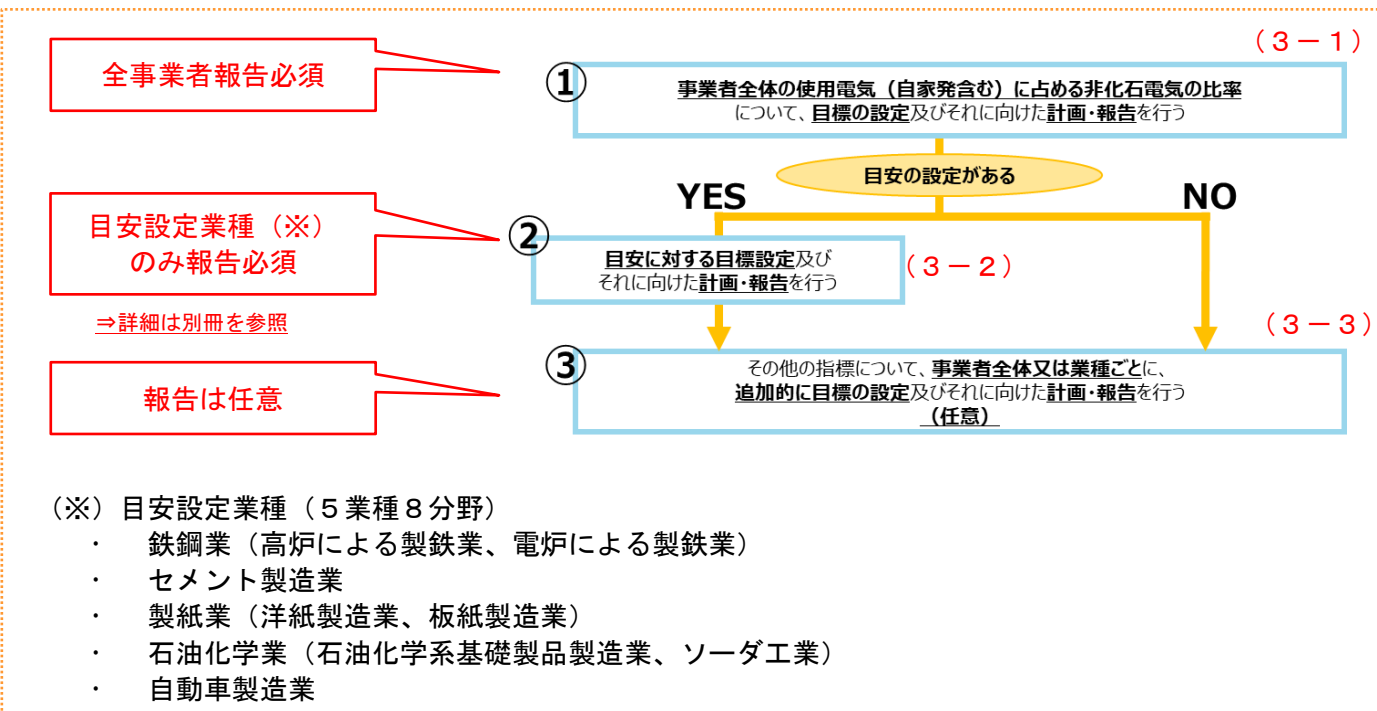 （３－１）
全事業者報告必須
①
事業者全体の使用電気（自家発含む）に占める非化石電気の比率
について、目標の設定及びそれに向けた計画・報告を行う
目安の設定がある
YES
NO
目安設定業種（※）
のみ報告必須
②
目安に対する目標設定及び
それに向けた計画・報告を行う
（３－２）
⇒詳細は別冊を参照
（３－３）
報告は任意
③
その他の指標について、事業者全体又は業種ごとに、
追加的に目標の設定及びそれに向けた計画・報告を行う
（任意）
（※）目安設定業種（５業種８分野）
・ 鉄鋼業（高炉による製鉄業、電炉による製鉄業）
・ セメント製造業
・ 製紙業（洋紙製造業、板紙製造業）
・ 石油化学業（石油化学系基礎製品製造業、ソーダ工業）
・ 自動車製造業